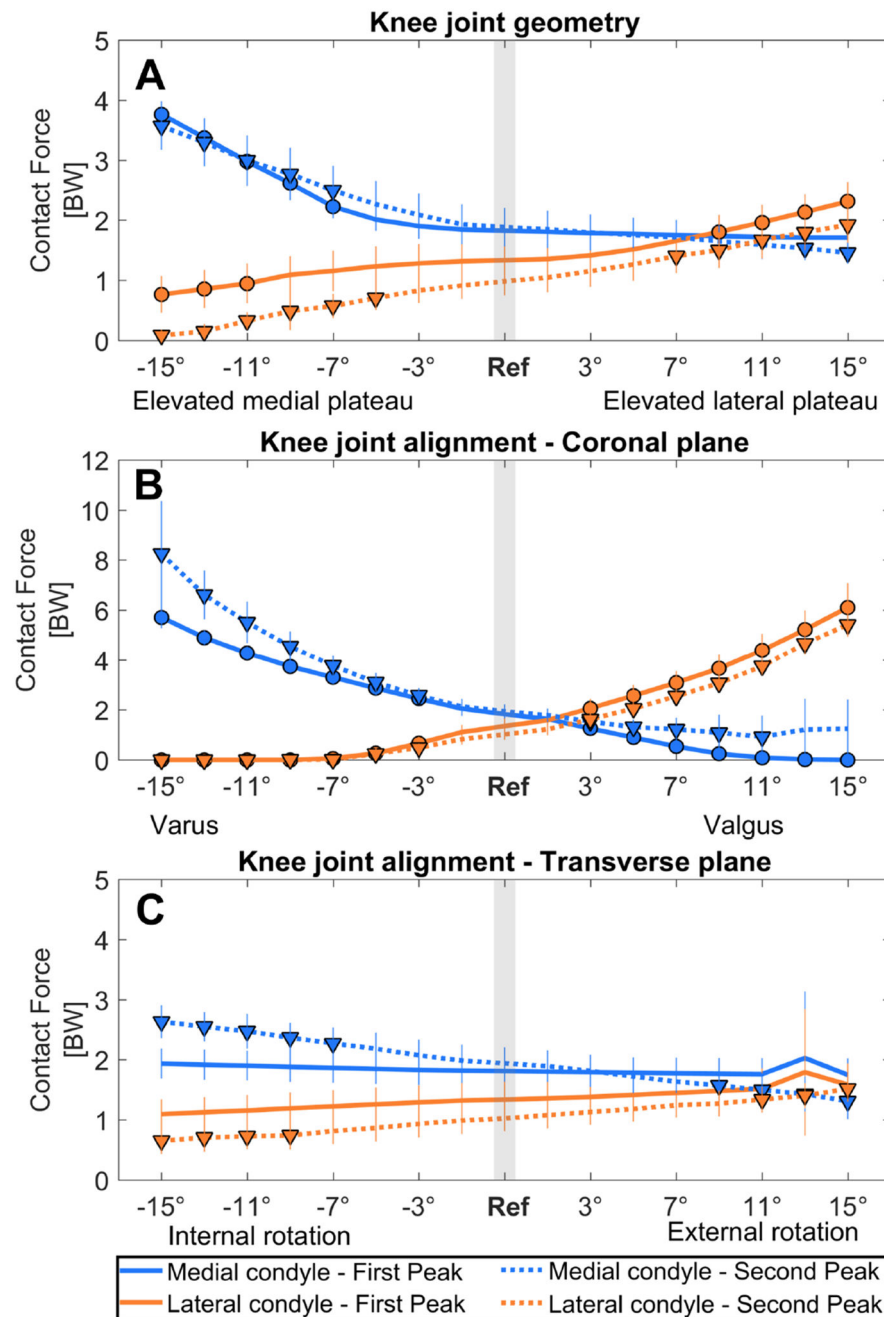 Knee joint geometry
A
5
4
3
2
1
0
Contact Force
[BW]
-15° -11° -7° -3° Ref 3° 7° 11° 15°
Elevated medial plateau Elevated lateral plateau
Knee joint alignment - Coronal plane
B
12
10
8
6
4
2
0
Contact Force
[BW]
-15° -11° -7° -3° Ref 3° 7° 11° 15°
Varus Valgus
Knee joint alignment - Transverse plane
C
5
4
3
2
1
0
Contact Force
[BW]
-15° -11° -7° -3° Ref 3° 7° 11° 15°
Internal rotation External rotation
Medial condyle - First Peak Medial condyle - Second Peak
Lateral condyle - First Peak Lateral condyle - Second Peak